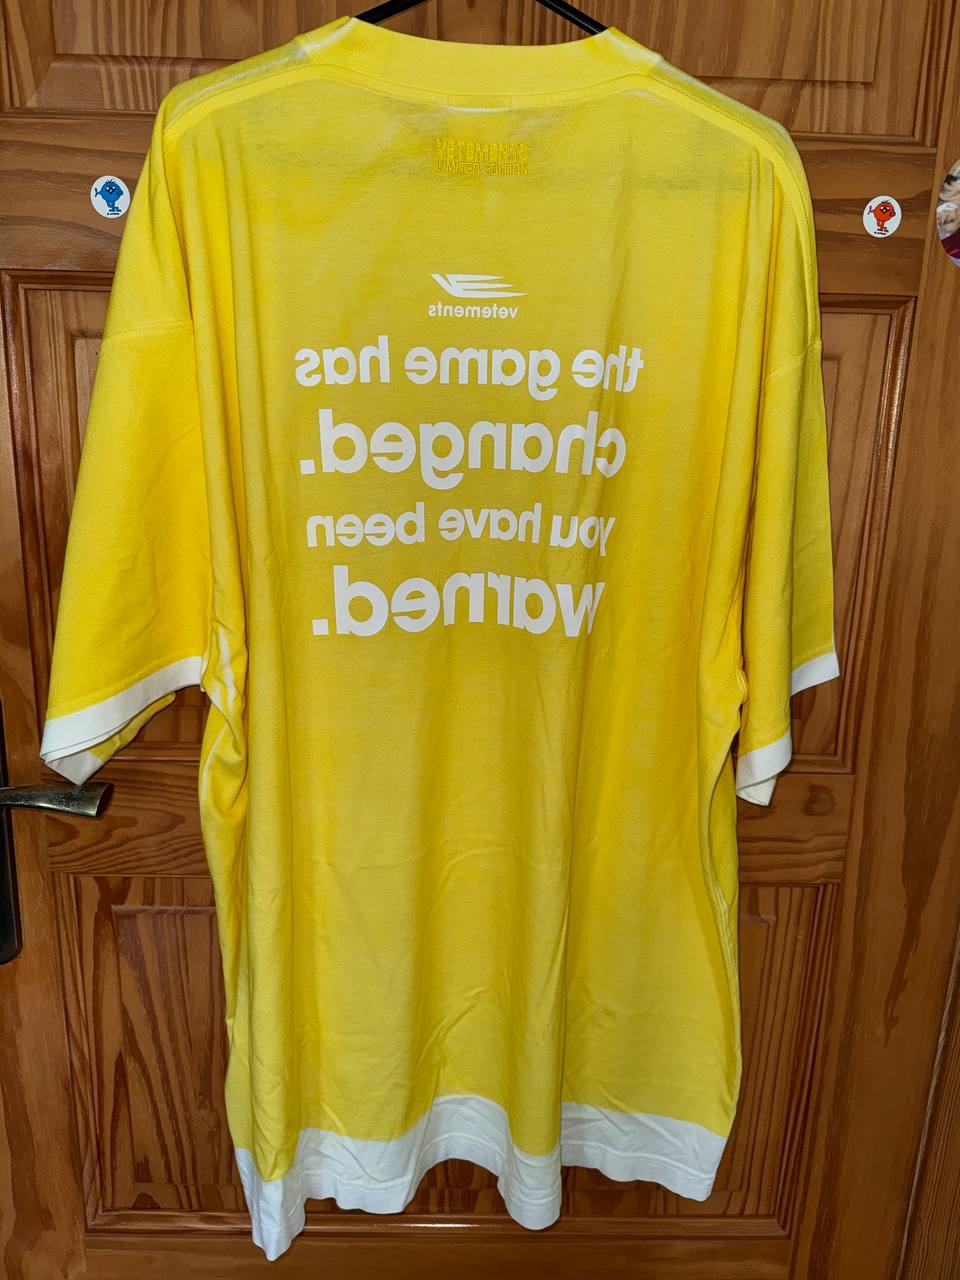 VETEMENTS
LIMITED EDITION
vetements
the game has
changed.
you have been
warned.